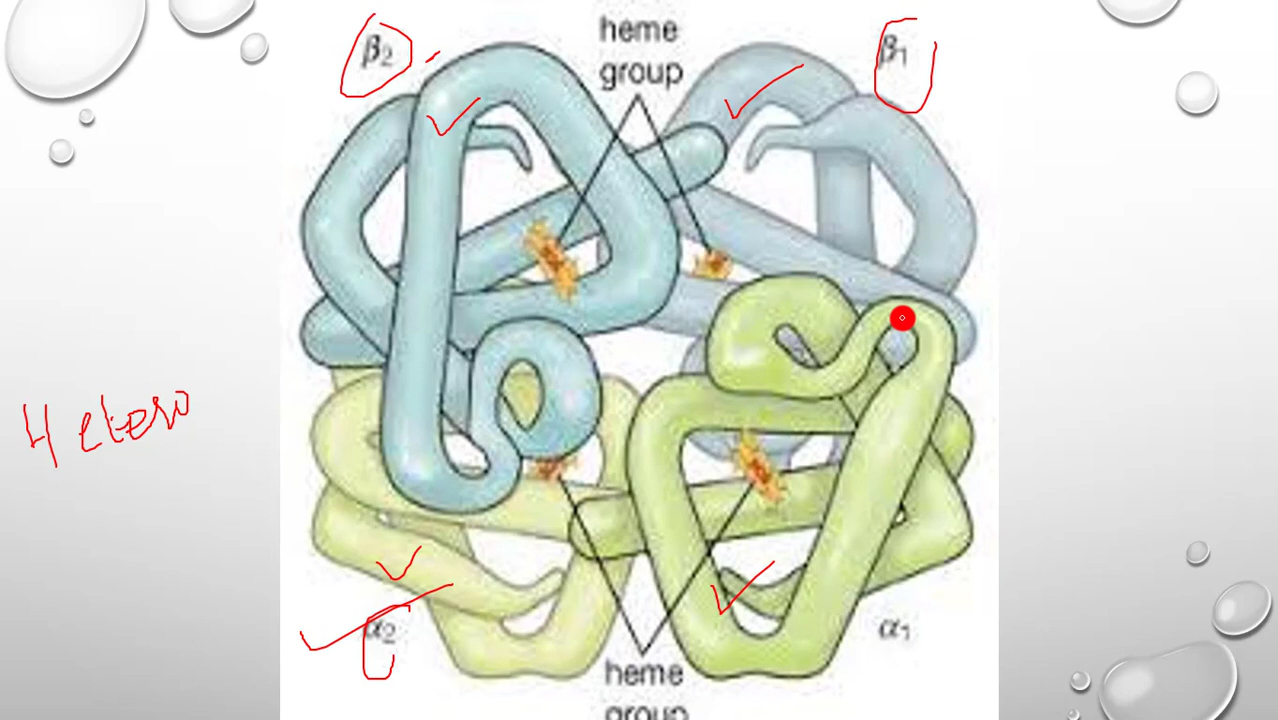 heme
group
β₂
β₁
Hetero
α₂
α₁
heme
group